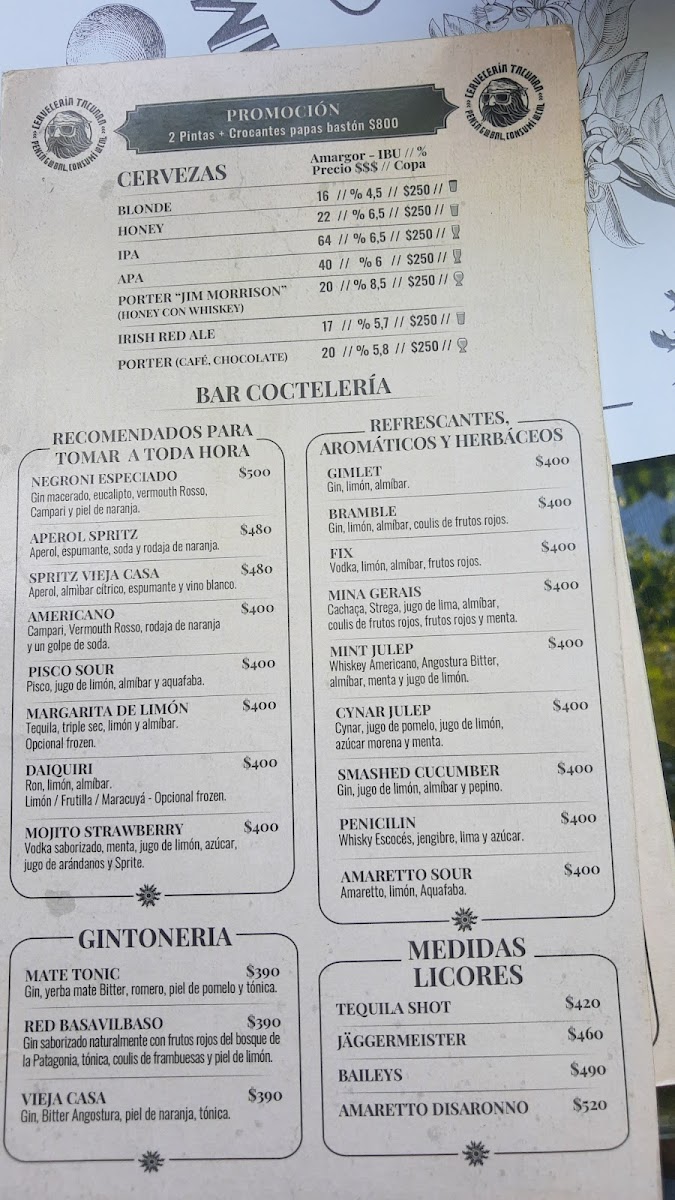 CERVECERÍA TACUARA
PENSÁ GLOBAL, CONSUMÍ LOCAL
CERVECERÍA TACUARA
PENSÁ GLOBAL, CONSUMÍ LOCAL
PROMOCIÓN
2 Pintas + Crocantes papas bastón $800
CERVEZAS
Amargor - IBU // %
Precio $$$ // Copa
BLONDE 16 // % 4,5 // $250 //
HONEY 22 // % 6,5 // $250 //
IPA 64 // % 6,5 // $250 //
APA 40 // % 6 // $250 //
PORTER "JIM MORRISON" 20 // % 8,5 // $250 //
(HONEY CON WHISKEY)
IRISH RED ALE 17 // % 5,7 // $250 //
PORTER (CAFÉ, CHOCOLATE) 20 // % 5,8 // $250 //
BAR COCTELERÍA
RECOMENDADOS PARA
TOMAR A TODA HORA
NEGRONI ESPECIADO $500
Gin macerado, eucalipto, vermouth Rosso,
Campari y piel de naranja.
APEROL SPRITZ $480
Aperol, espumante, soda y rodaja de naranja.
SPRITZ VIEJA CASA $480
Aperol, almíbar cítrico, espumante y vino blanco.
AMERICANO $400
Campari, Vermouth Rosso, rodaja de naranja
y un golpe de soda.
PISCO SOUR $400
Pisco, jugo de limón, almíbar y aquafaba.
MARGARITA DE LIMÓN $400
Tequila, triple sec, limón y almíbar.
Opcional frozen.
DAIQUIRI $400
Ron, limón, almíbar.
Limón / Frutilla / Maracuyá - Opcional frozen.
MOJITO STRAWBERRY $400
Vodka saborizado, menta, jugo de limón, azúcar,
jugo de arándanos y Sprite.
REFRESCANTES,
AROMÁTICOS Y HERBÁCEOS
GIMLET $400
Gin, limón, almíbar.
BRAMBLE $400
Gin, limón, almíbar, coulis de frutos rojos.
FIX $400
Vodka, limón, almíbar, frutos rojos.
MINA GERAIS $400
Cachaça, Strega, jugo de lima, almíbar,
coulis de frutos rojos, frutos rojos y menta.
MINT JULEP $400
Whiskey Americano, Angostura Bitter,
almíbar, menta y jugo de limón.
CYNAR JULEP $400
Cynar, jugo de pomelo, jugo de limón,
azúcar morena y menta.
SMASHED CUCUMBER $400
Gin, jugo de limón, almíbar y pepino.
PENICILIN $400
Whisky Escocés, jengibre, lima y azúcar.
AMARETTO SOUR $400
Amaretto, limón, Aquafaba.
GINTONERIA
MATE TONIC $390
Gin, yerba mate Bitter, romero, piel de pomelo y tónica.
RED BASAVILBASO $390
Gin saborizado naturalmente con frutos rojos del bosque de
la Patagonia, tónica, coulis de frambuesas y piel de limón.
VIEJA CASA $390
Gin, Bitter Angostura, piel de naranja, tónica.
MEDIDAS
LICORES
TEQUILA SHOT $420
JÄGGERMEISTER $460
BAILEYS $490
AMARETTO DISARONNO $520